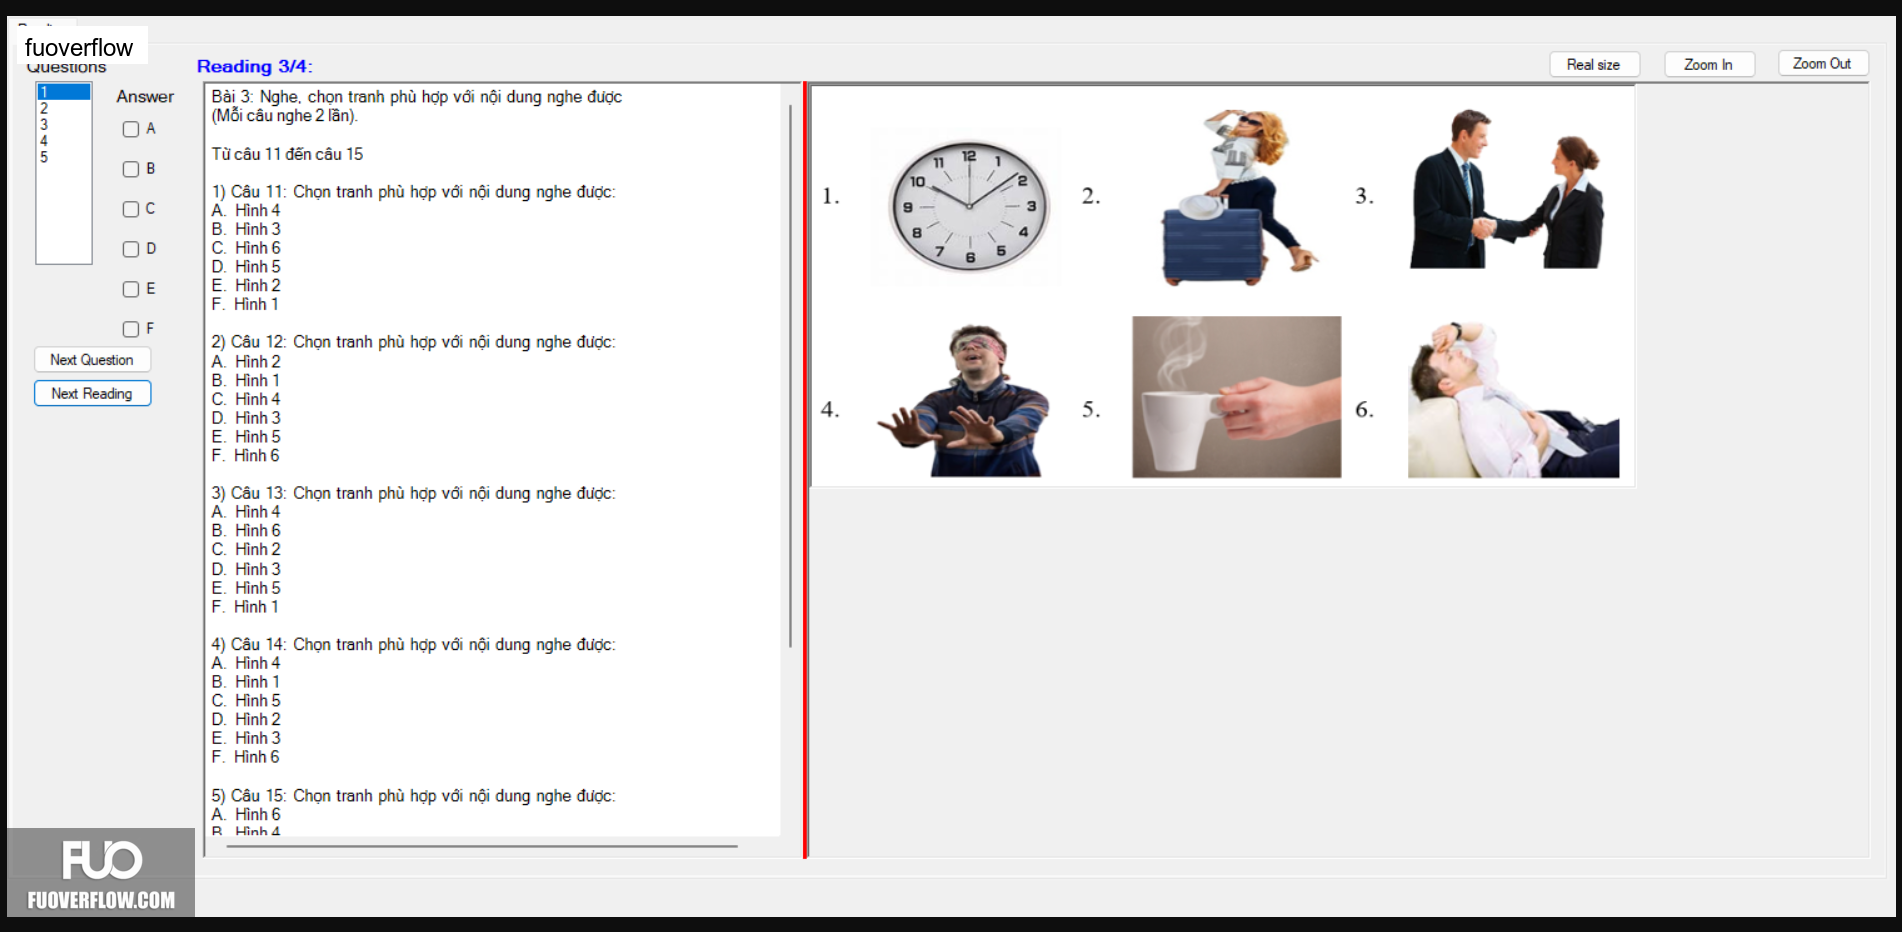 fuoverflow
Questions
Reading 3/4:
Real size
Zoom In
Zoom Out
1
2
3
4
5
Answer
A
B
C
D
E
F
Next Question
Next Reading
Bài 3: Nghe, chọn tranh phù hợp với nội dung nghe được
(Mỗi câu nghe 2 lần).
Từ câu 11 đến câu 15
1) Câu 11: Chọn tranh phù hợp với nội dung nghe được:
A. Hình 4
B. Hình 3
C. Hình 6
D. Hình 5
E. Hình 2
F. Hình 1
2) Câu 12: Chọn tranh phù hợp với nội dung nghe được:
A. Hình 2
B. Hình 1
C. Hình 4
D. Hình 3
E. Hình 5
F. Hình 6
3) Câu 13: Chọn tranh phù hợp với nội dung nghe được:
A. Hình 4
B. Hình 6
C. Hình 2
D. Hình 3
E. Hình 5
F. Hình 1
4) Câu 14: Chọn tranh phù hợp với nội dung nghe được:
A. Hình 4
B. Hình 1
C. Hình 5
D. Hình 2
E. Hình 3
F. Hình 6
5) Câu 15: Chọn tranh phù hợp với nội dung nghe được:
A. Hình 6
B. Hình 4
1.
12
1
2
3
4
5
6
7
8
9
10
11
2.
3.
4.
5.
6.
FUO
FUOVERFLOW.COM